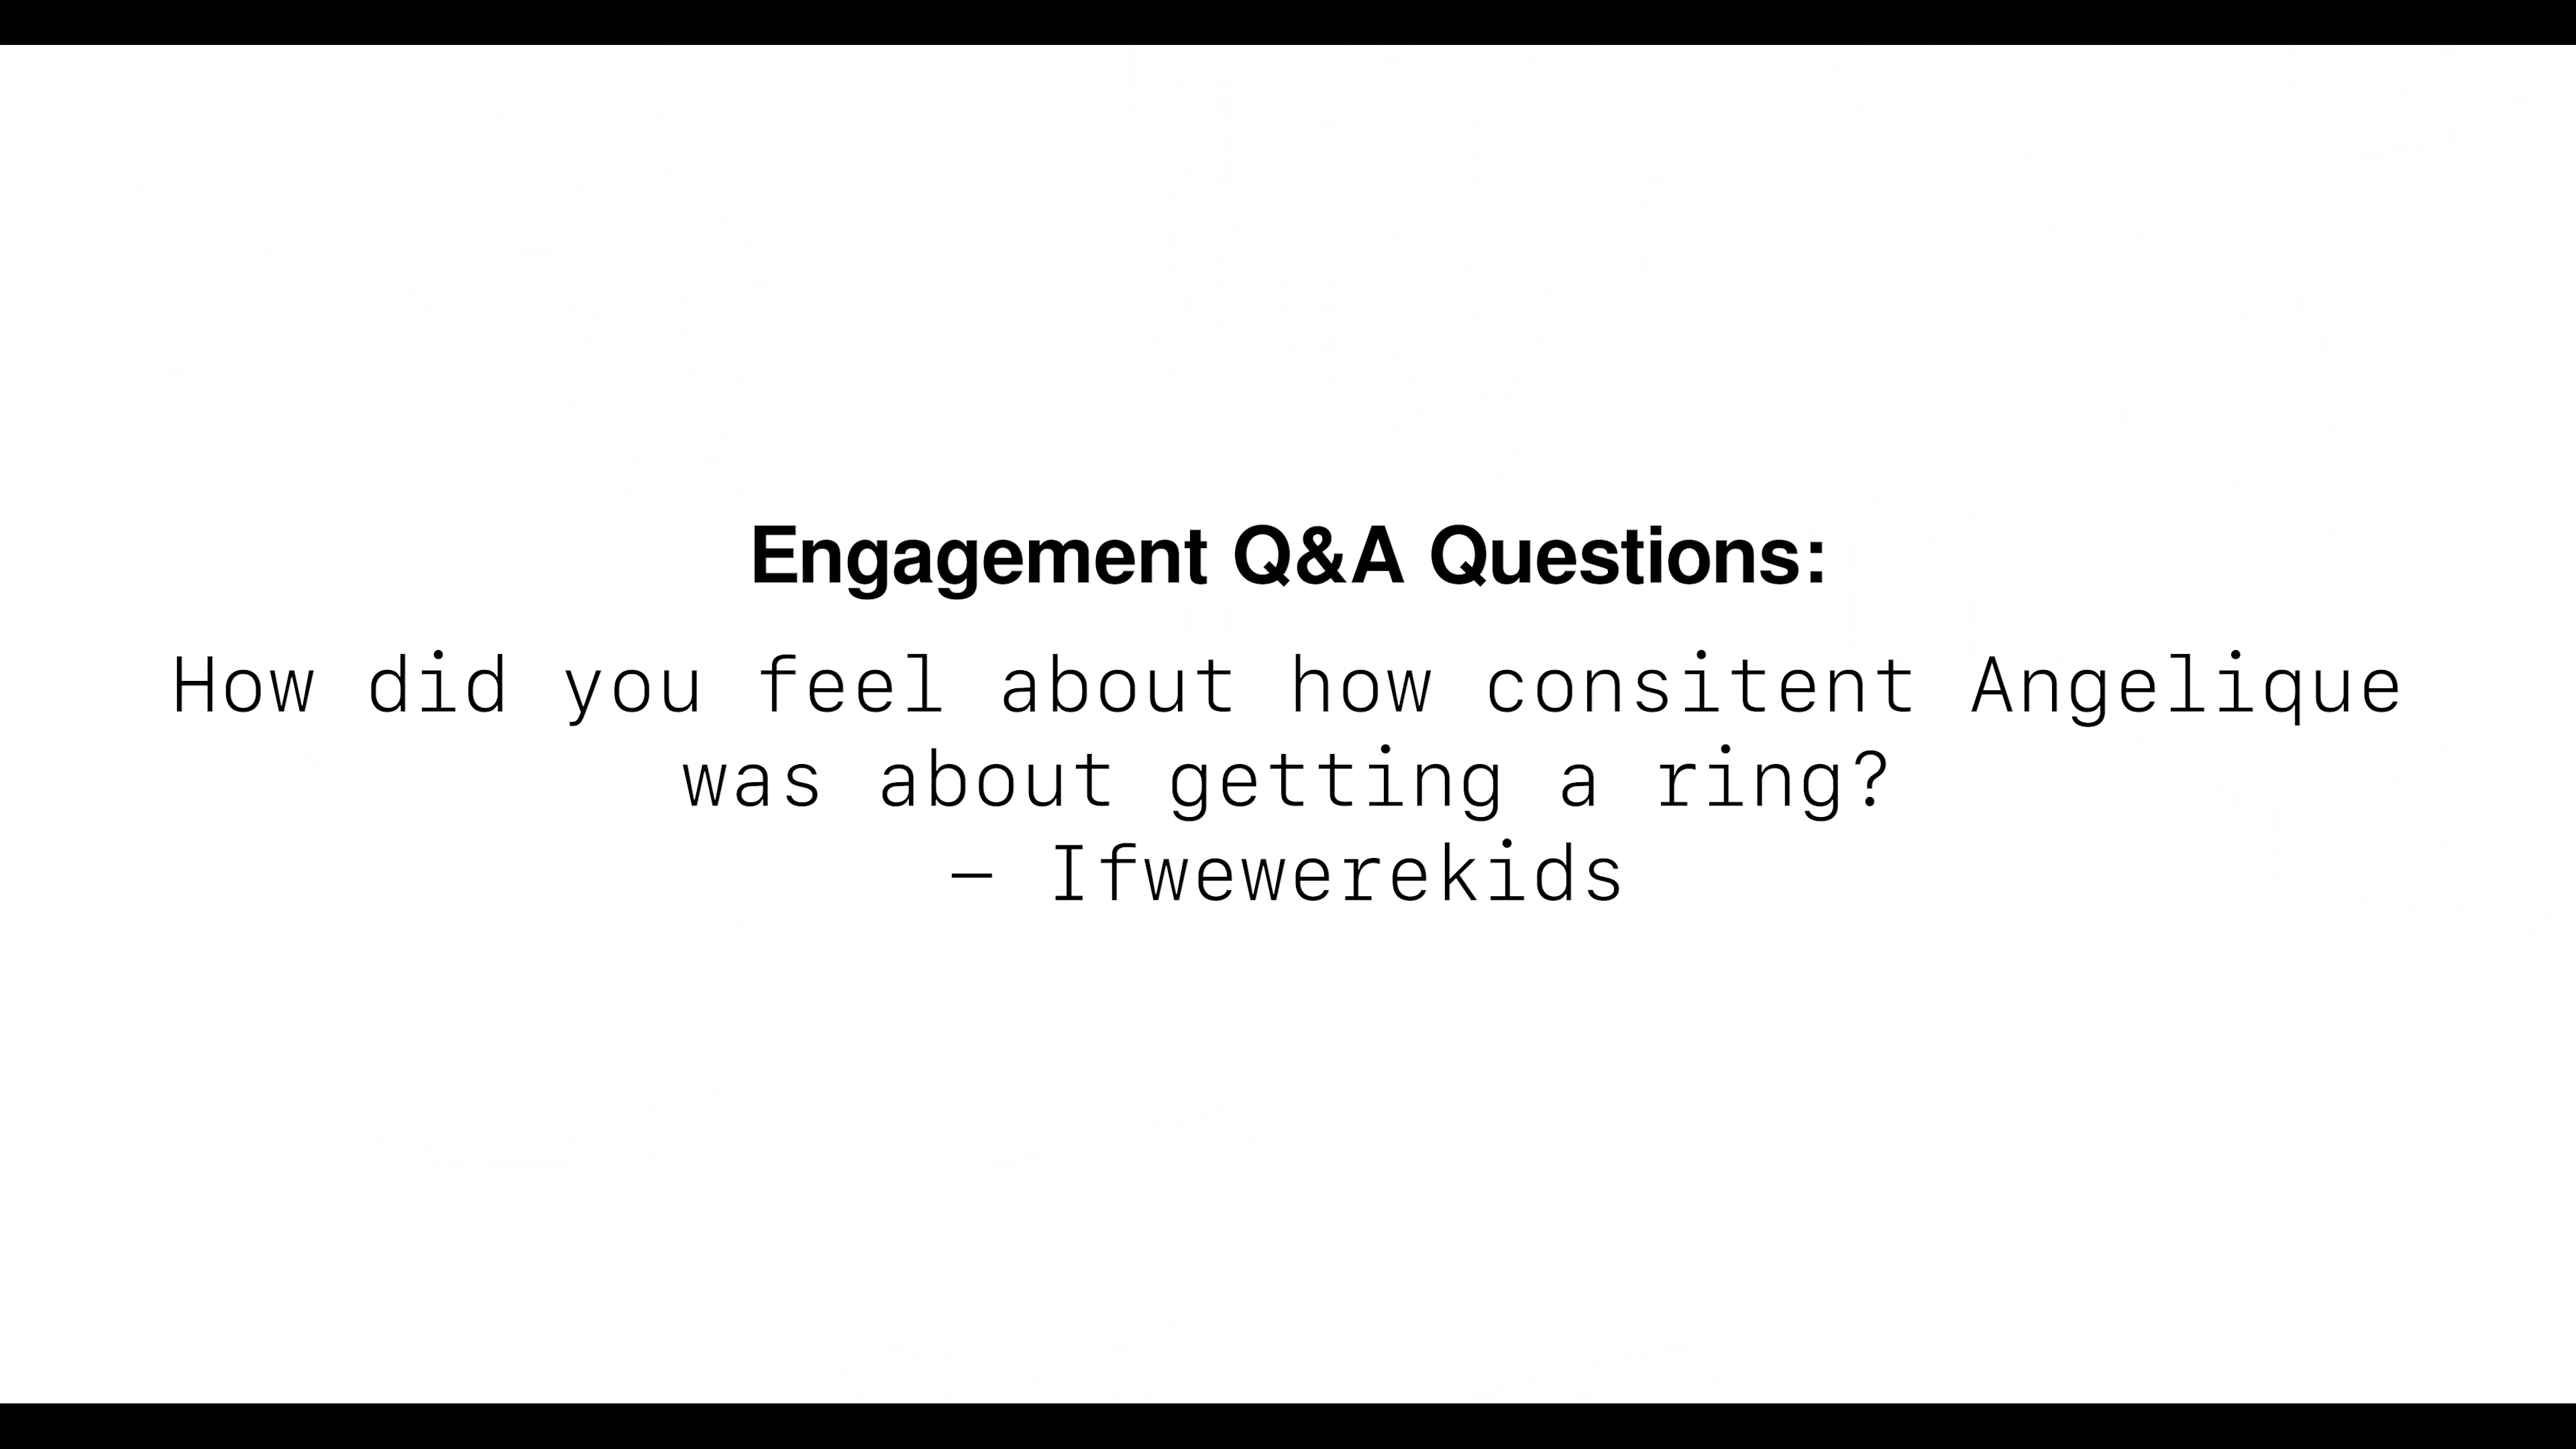 Engagement Q&A Questions:
How did you feel about how consitent Angelique
was about getting a ring?
– Ifwewerekids